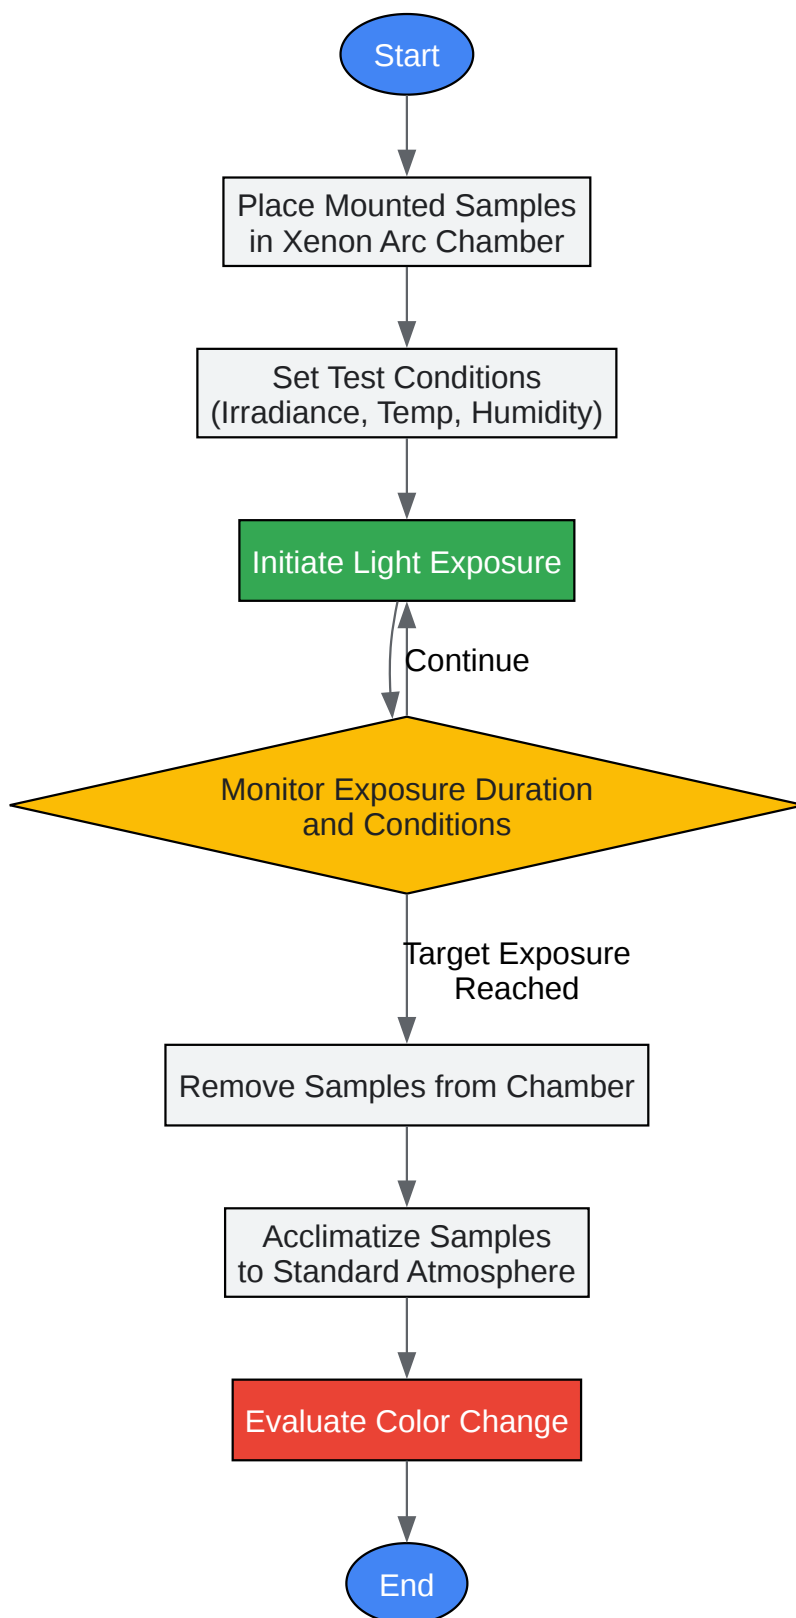 Start
Place Mounted Samples
in Xenon Arc Chamber
Set Test Conditions
(Irradiance, Temp, Humidity)
Initiate Light Exposure
Continue
Monitor Exposure Duration
and Conditions
Target Exposure
Reached
Remove Samples from Chamber
Acclimatize Samples
to Standard Atmosphere
Evaluate Color Change
End